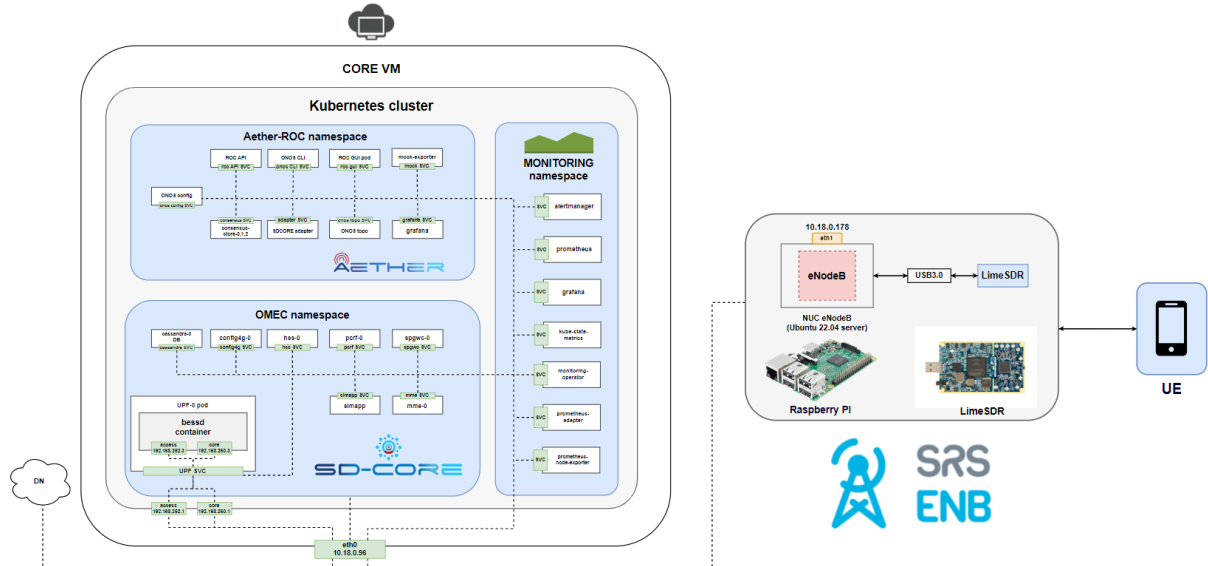 CORE VM
Kubernetes cluster
Aether-ROC namespace
ROC API
roc API SVC
ONOS CLI
onos CLI SVC
ROC GUI pod
roc gui SVC
mock-exporter
mock SVC
ONOS config
onos config SVC
consensus SVC
consensus-
store-0,1,2
adapter SVC
SDCORE adapter
onos topo SVC
ONOS topo
grafana SVC
grafana
AETHER
MONITORING
namespace
SVC
alertmanager
SVC
prometheus
SVC
grafana
SVC
kube-state-
metrics
SVC
monitoring-
operator
SVC
prometheus-
adapter
SVC
prometheus-
node-exporter
OMEC namespace
cassandra-0
DB
cassandra SVC
config4g-0
config4g SVC
hss-0
hss SVC
pcrf-0
pcrf SVC
spgwc-0
spgwc SVC
simapp SVC
simapp
mme SVC
mme-0
UPF-0 pod
bessd
container
access
192.168.252.3
core
192.168.250.3
UPF SVC
SD-CORE
access
192.168.252.1
core
192.168.250.1
eth0
10.18.0.96
DN
10.18.0.178
eth1
eNodeB
USB3.0
LimeSDR
NUC eNodeB
(Ubuntu 22.04 server)
Raspberry PI
LimeSDR
UE
SRS
ENB